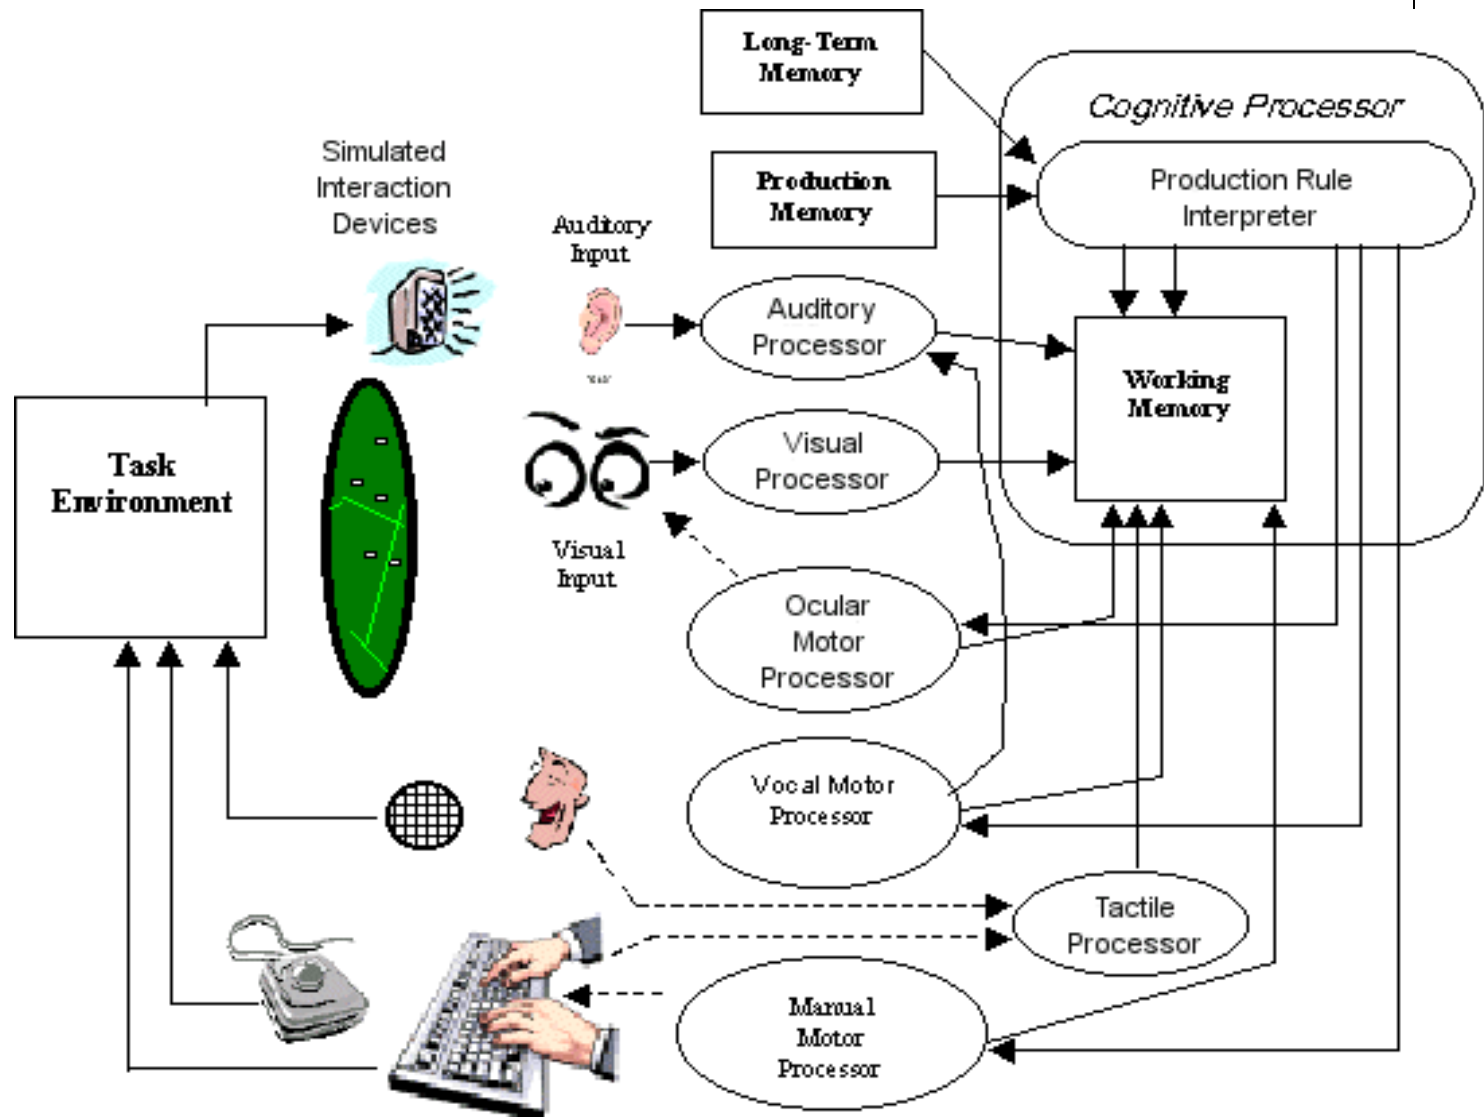 Long-Term
Memory
Cognitive Processor
Simulated
Interaction
Devices
Production
Memory
Production Rule
Interpreter
Auditory
Input
Auditory
Processor
Working
Memory
Task
Environment
Visual
Processor
Visual
Input
Ocular
Motor
Processor
Vocal Motor
Processor
Tactile
Processor
Manual
Motor
Processor